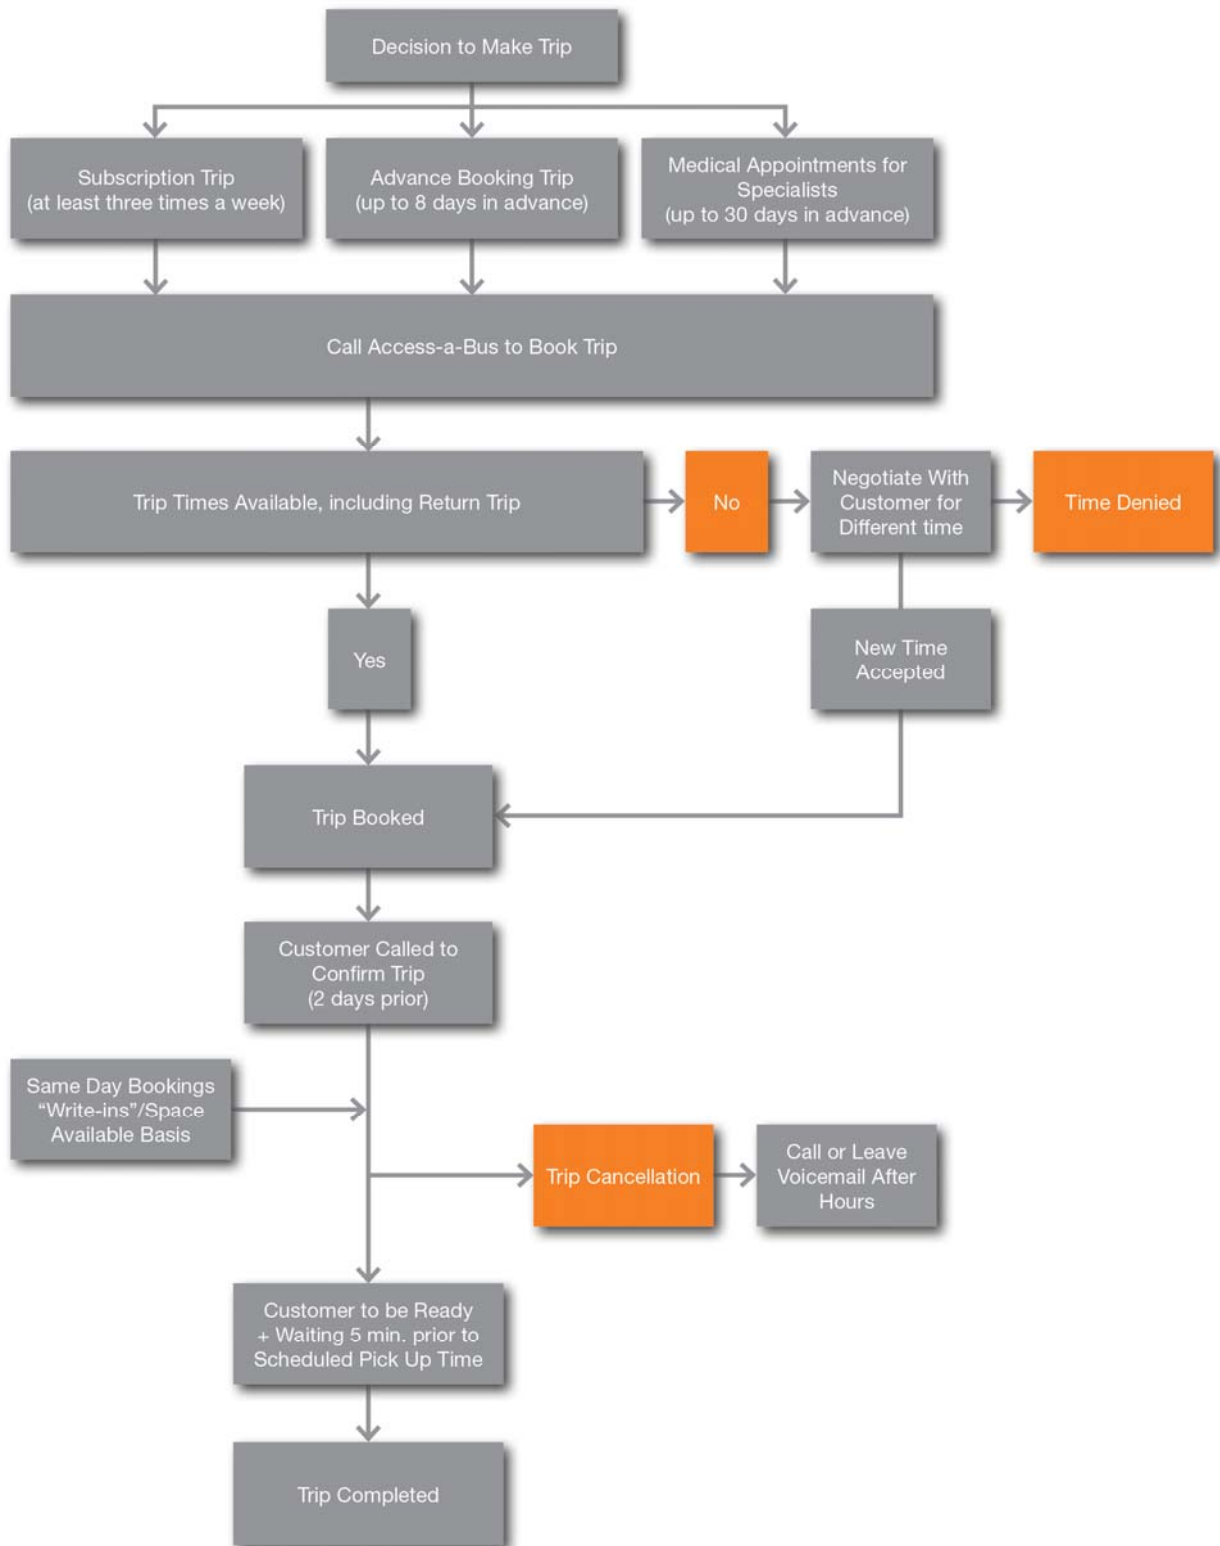 Decision to Make Trip
Subscription Trip
(at least three times a week)
Advance Booking Trip
(up to 8 days in advance)
Medical Appointments for
Specialists
(up to 30 days in advance)
Call Access-a-Bus to Book Trip
Trip Times Available, including Return Trip
No
Negotiate With
Customer for
Different time
Time Denied
Yes
New Time
Accepted
Trip Booked
Customer Called to
Confirm Trip
(2 days prior)
Same Day Bookings
“Write-ins”/Space
Available Basis
Trip Cancellation
Call or Leave
Voicemail After
Hours
Customer to be Ready
+ Waiting 5 min. prior to
Scheduled Pick Up Time
Trip Completed